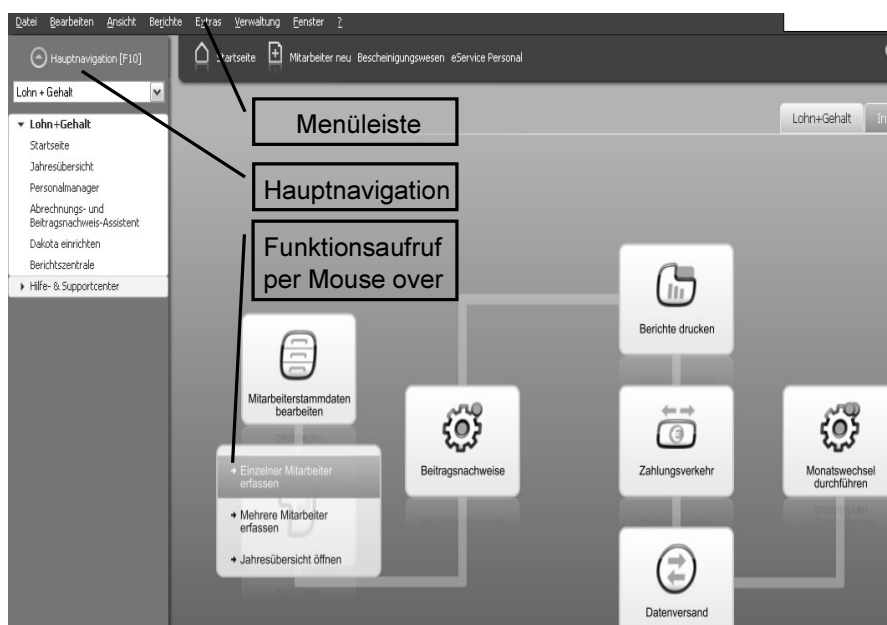 Datei Bearbeiten Ansicht Berichte Extras Verwaltung Fenster ?
Hauptnavigation [F10]
Startseite Mitarbeiter neu Bescheinigungswesen eService Personal
Lohn + Gehalt
Lohn+Gehalt
Startseite
Jahresübersicht
Personalmanager
Abrechnungs- und
Beitragsnachweis-Assistent
Dakota einrichten
Berichtszentrale
Hilfe- & Supportcenter
Lohn+Gehalt In
Menüleiste
Hauptnavigation
Funktionsaufruf
per Mouse over
Berichte drucken
Mitarbeiterstammdaten
bearbeiten
Einzelner Mitarbeiter
erfassen
Mehrere Mitarbeiter
erfassen
Jahresübersicht öffnen
Beitragsnachweise
Zahlungsverkehr
Monatswechsel
durchführen
Datenversand